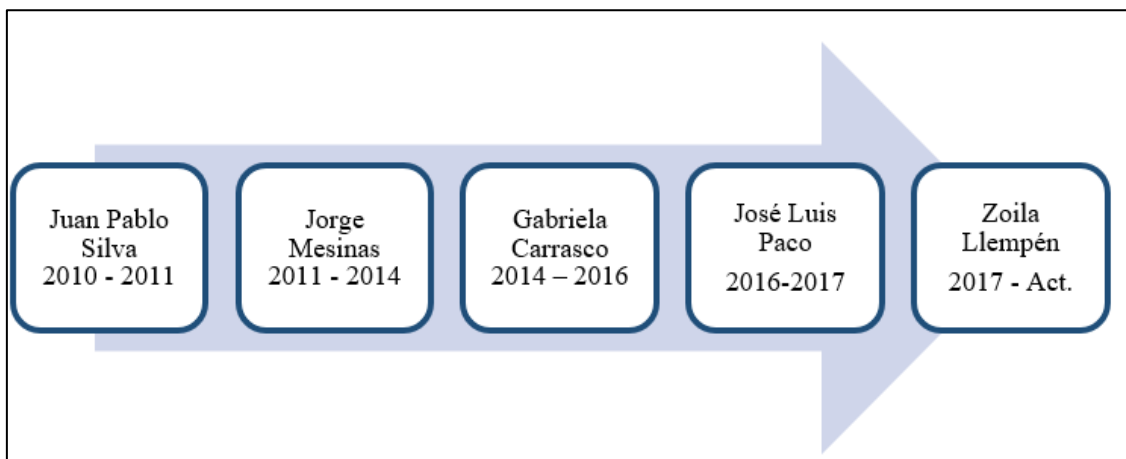 Juan Pablo
Silva
2010 - 2011
Jorge
Mesinas
2011 - 2014
Gabriela
Carrasco
2014 – 2016
José Luis
Paco
2016-2017
Zoila
Llempén
2017 - Act.